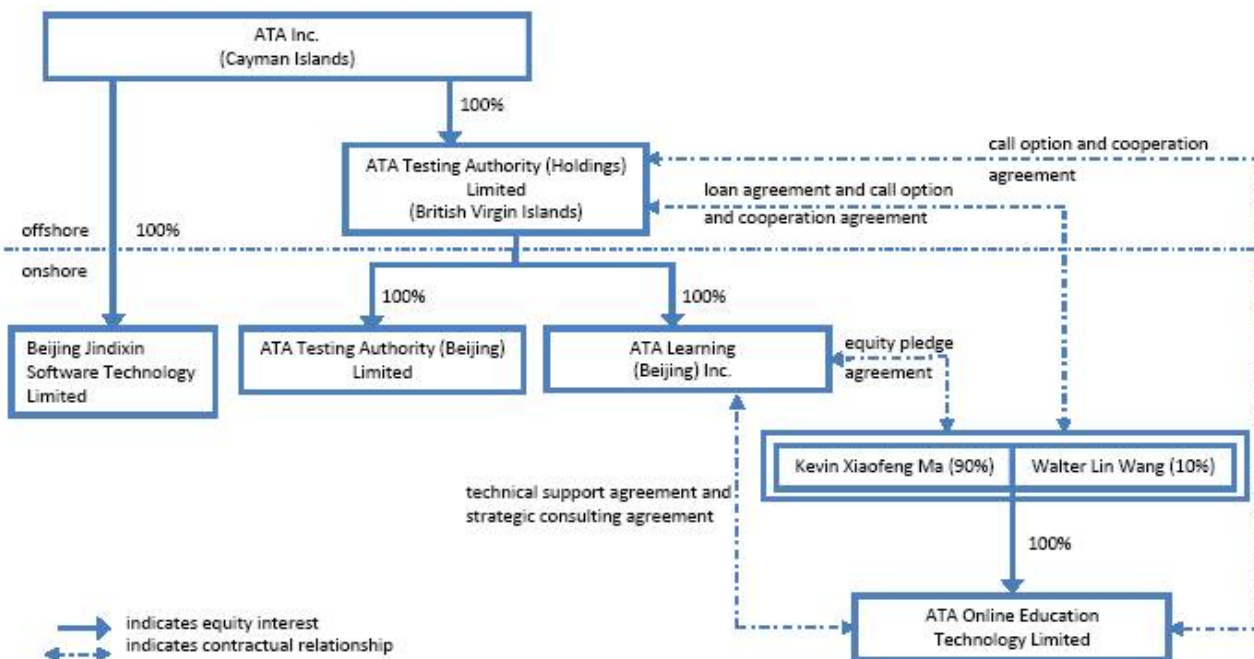 ATA Inc.
(Cayman Islands)
100%
ATA Testing Authority (Holdings)
Limited
(British Virgin Islands)
call option and cooperation
agreement
loan agreement and call option
and cooperation agreement
offshore
100%
onshore
100%
100%
Beijing Jindixin
Software Technology
Limited
ATA Testing Authority (Beijing)
Limited
ATA Learning
(Beijing) Inc.
equity pledge
agreement
Kevin Xiaofeng Ma (90%)
Walter Lin Wang (10%)
technical support agreement and
strategic consulting agreement
100%
ATA Online Education
Technology Limited
indicates equity interest
indicates contractual relationship